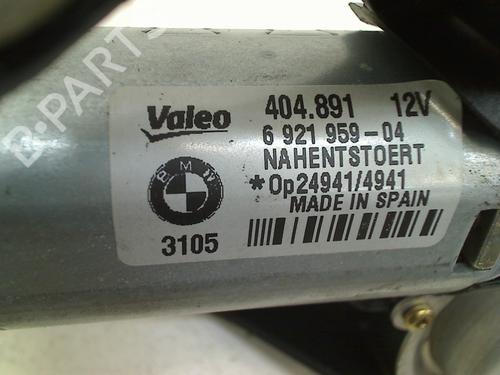 B-PARTS
Valeo 404.891 12V
6 921 959-04
NAHENTSTOERT
BMW *Op24941/4941
MADE IN SPAIN
3105